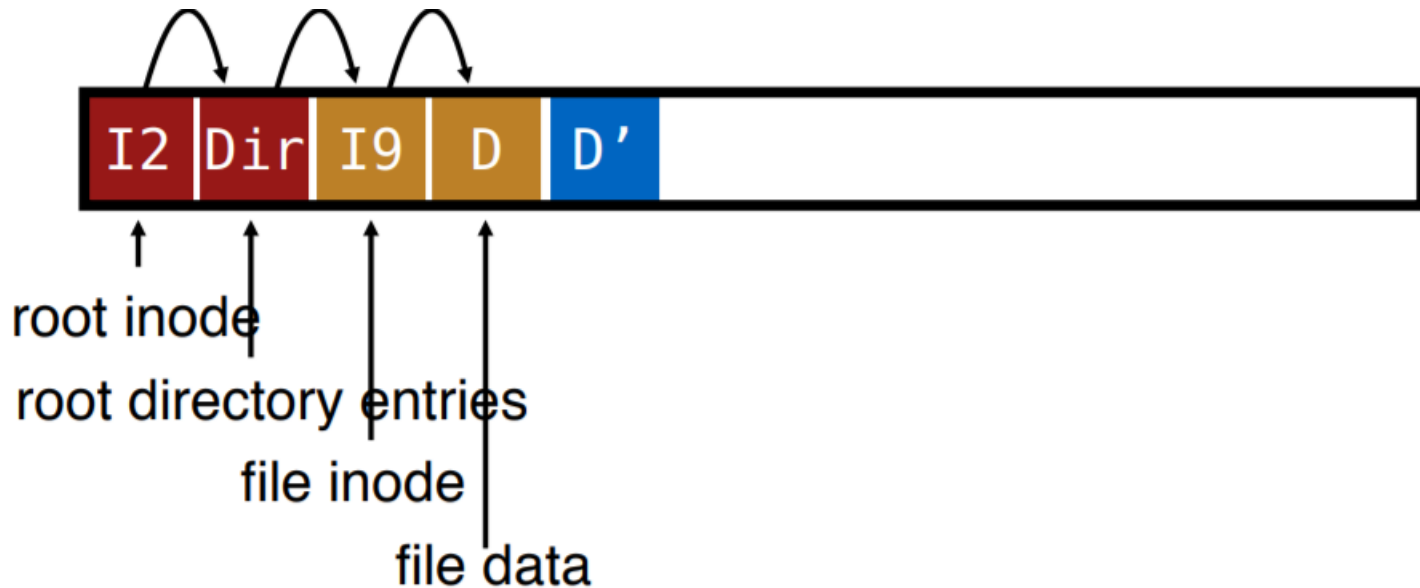 I2 Dir I9 D D’
root inode
root directory entries
file inode
file data